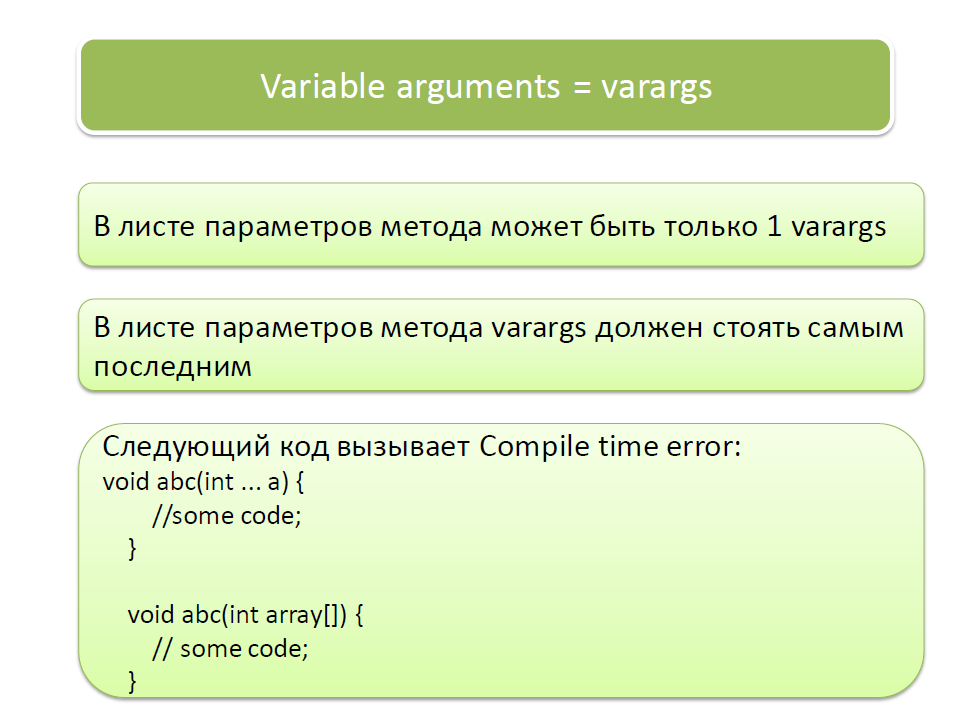 Variable arguments = varargs
В листе параметров метода может быть только 1 varargs
В листе параметров метода varargs должен стоять самым
последним
Следующий код вызывает Compile time error:
void abc(int ... a) {
//some code;
}
void abc(int array[]) {
// some code;
}